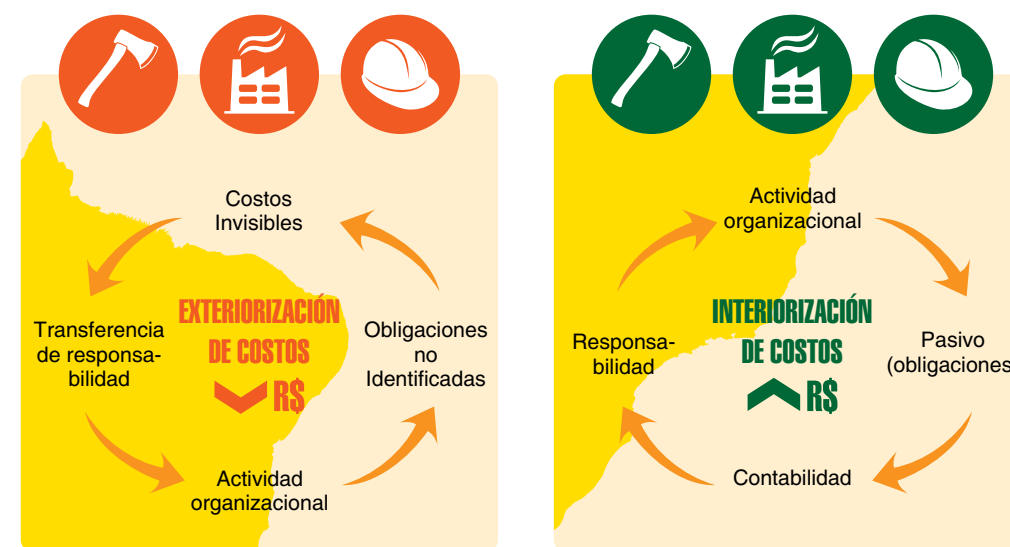 Costos
Invisibles
EXTERIORIZACIÓN
DE COSTOS
R$
Transferencia
de responsa-
bilidad
Obligaciones
no
Identificadas
Actividad
organizacional
Actividad
organizacional
INTERIORIZACIÓN
DE COSTOS
R$
Responsa-
bilidad
Pasivo
(obligaciones
Contabilidad